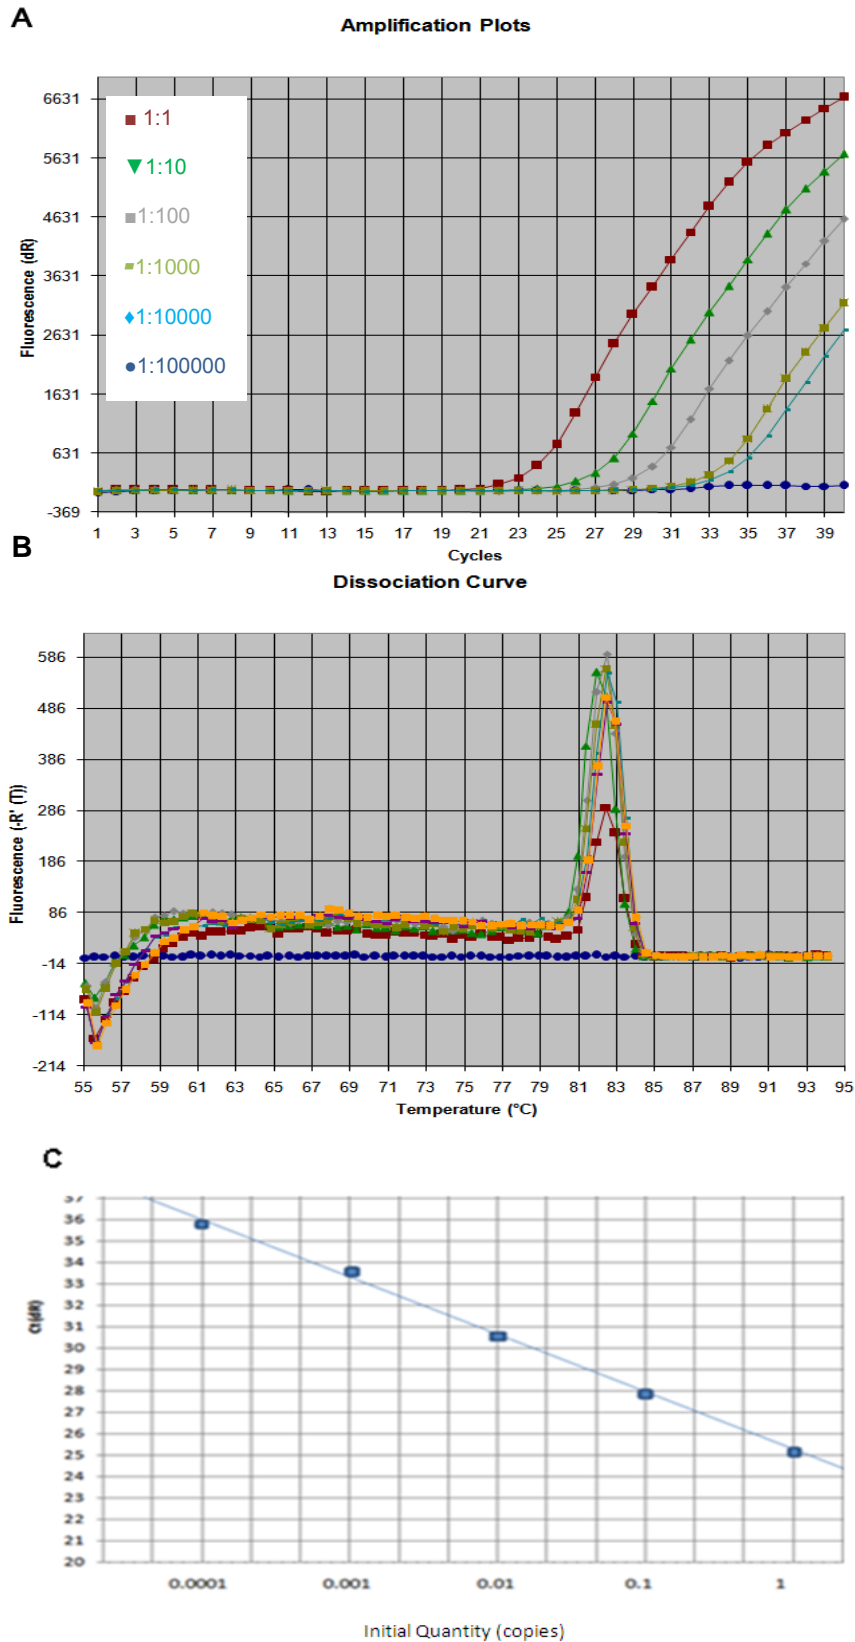 A
Amplification Plots
6631
5631
4631
3631
2631
1631
631
-369
Fluorescence (dR)
1:1
1:10
1:100
1:1000
1:10000
1:100000
1 3 5 7 9 11 13 15 17 19 21 23 25 27 29 31 33 35 37 39
Cycles
B
Dissociation Curve
586
486
386
286
186
86
-14
-114
-214
Fluorescence (-R' (T))
55 57 59 61 63 65 67 69 71 73 75 77 79 81 83 85 87 89 91 93 95
Temperature (°C)
C
37
36
35
34
33
32
31
30
29
28
27
26
25
24
23
22
21
20
Ct(dR)
0.0001 0.001 0.01 0.1 1
Initial Quantity (copies)